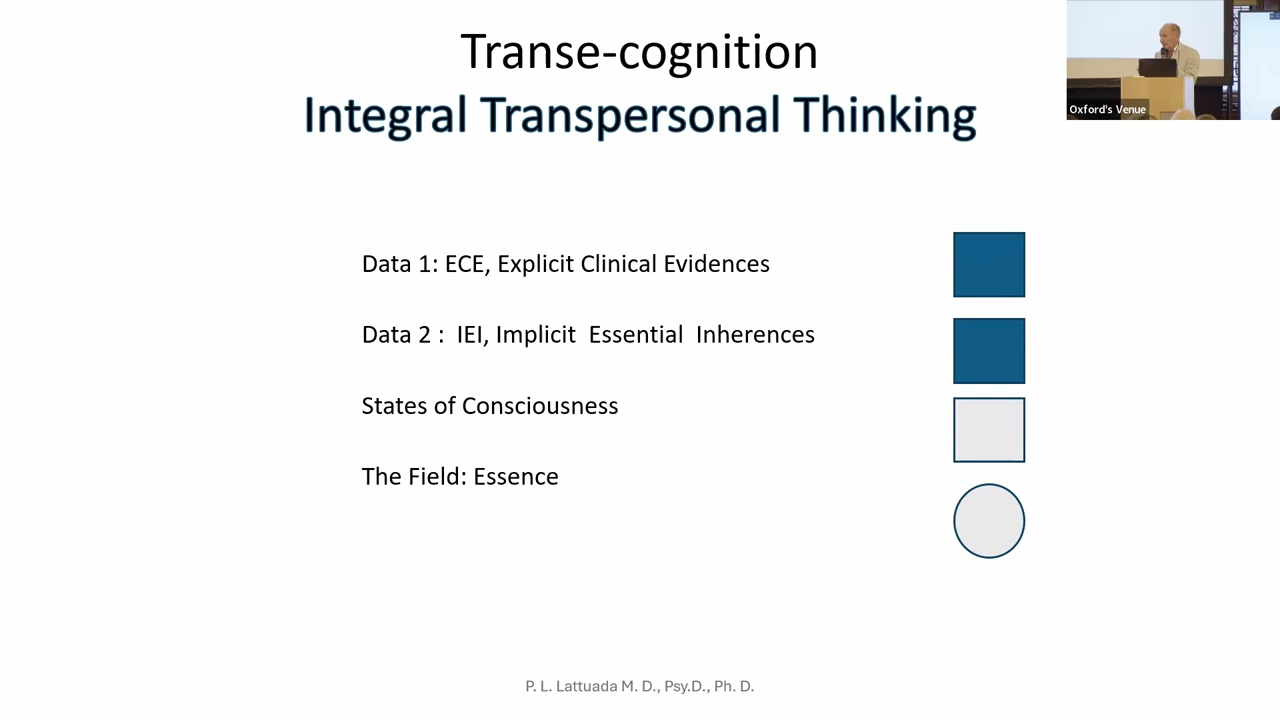 Transe-cognition
Integral Transpersonal Thinking
Oxford's Venue
Data 1: ECE, Explicit Clinical Evidences
Data 2 : IEI, Implicit Essential Inherences
States of Consciousness
The Field: Essence
P. L. Lattuada M. D., Psy.D., Ph. D.